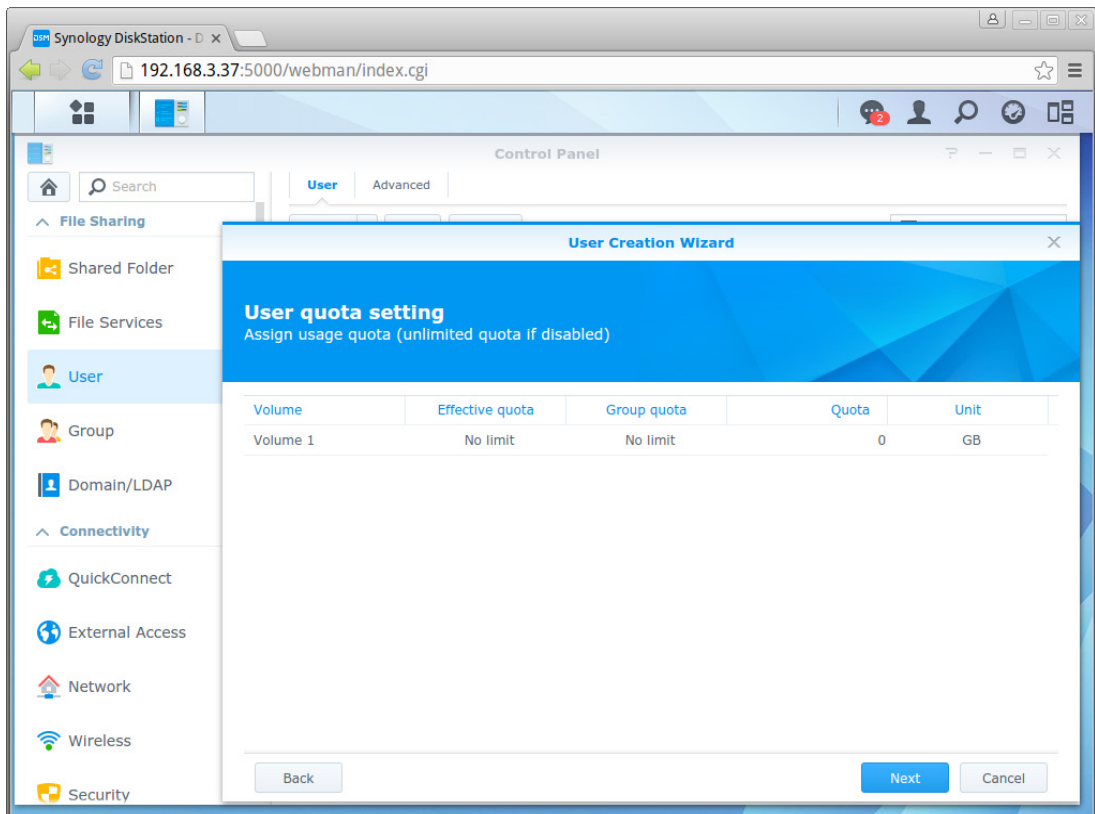 DSM Synology DiskStation - D
192.168.3.37:5000/webman/index.cgi
2
Control Panel
Search
User Advanced
File Sharing
Shared Folder
File Services
User
Group
Domain/LDAP
Connectivity
QuickConnect
External Access
Network
Wireless
Security
User Creation Wizard
User quota setting
Assign usage quota (unlimited quota if disabled)
Volume Effective quota Group quota Quota Unit
Volume 1 No limit No limit 0 GB
Back Next Cancel